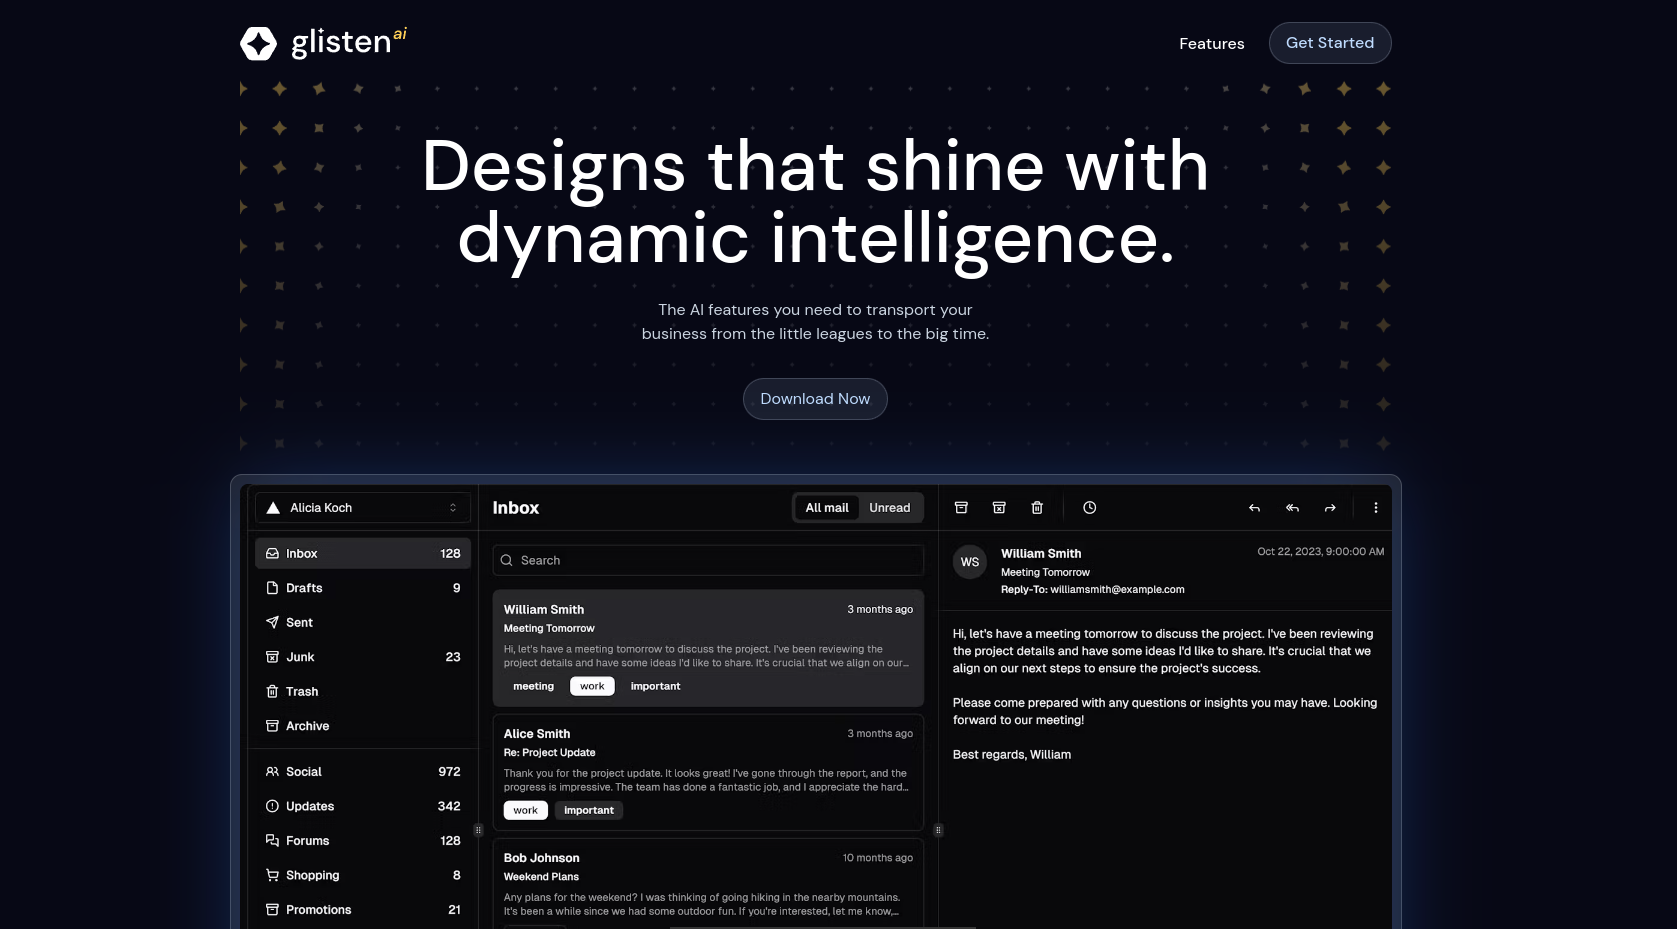 glisten ai
Features
Get Started
Designs that shine with
dynamic intelligence.
The AI features you need to transport your
business from the little leagues to the big time.
Download Now
Alicia Koch
Inbox 128
Drafts 9
Sent
Junk 23
Trash
Archive
Social 972
Updates 342
Forums 128
Shopping 8
Promotions 21
Inbox
All mail
Unread
Search
William Smith 3 months ago
Meeting Tomorrow
Hi, let's have a meeting tomorrow to discuss the project. I've been reviewing the
project details and have some ideas I'd like to share. It's crucial that we align on our...
meeting work important
Alice Smith 3 months ago
Re: Project Update
Thank you for the project update. It looks great! I've gone through the report, and the
progress is impressive. The team has done a fantastic job, and I appreciate the hard...
work important
Bob Johnson 10 months ago
Weekend Plans
Any plans for the weekend? I was thinking of going hiking in the nearby mountains.
It's been a while since we had some outdoor fun. If you're interested, let me know,...
WS
William Smith Oct 22, 2023, 9:00:00 AM
Meeting Tomorrow
Reply-To: williamsmith@example.com
Hi, let's have a meeting tomorrow to discuss the project. I've been reviewing
the project details and have some ideas I'd like to share. It's crucial that we
align on our next steps to ensure the project's success.
Please come prepared with any questions or insights you may have. Looking
forward to our meeting!
Best regards, William